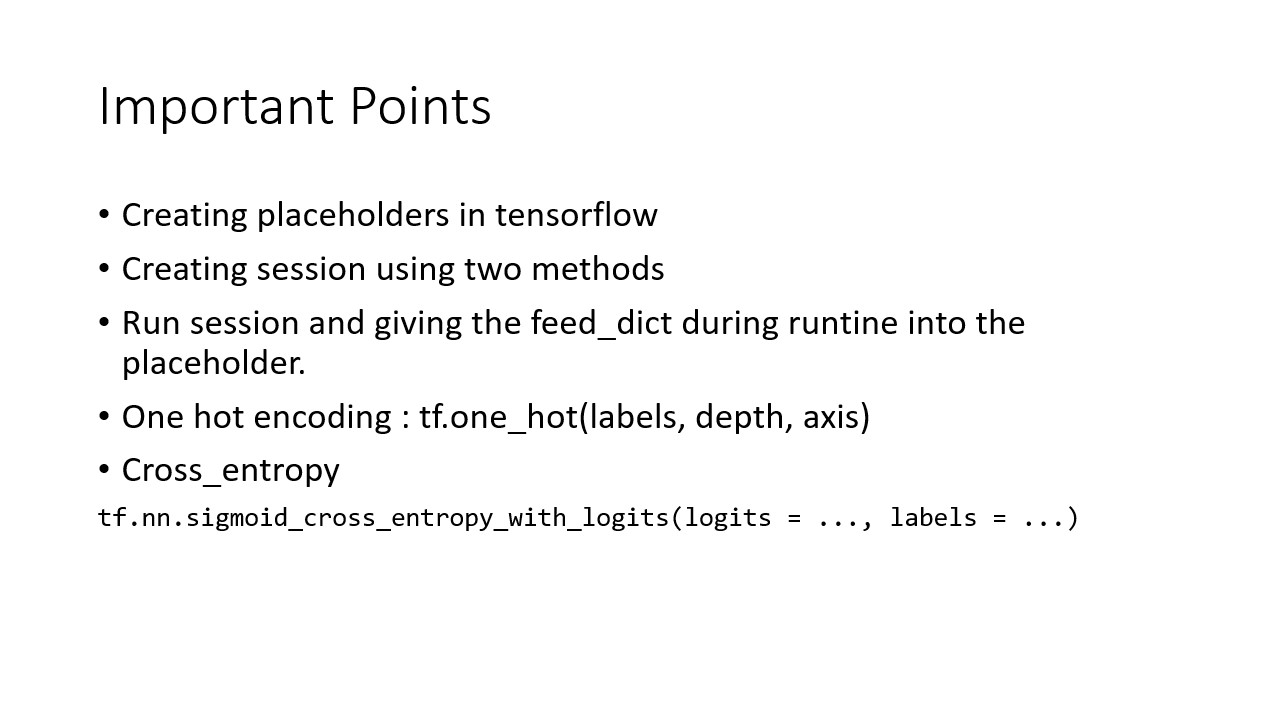 Important Points
• Creating placeholders in tensorflow
• Creating session using two methods
• Run session and giving the feed_dict during runtine into the
placeholder.
• One hot encoding : tf.one_hot(labels, depth, axis)
• Cross_entropy
tf.nn.sigmoid_cross_entropy_with_logits(logits = ..., labels = ...)